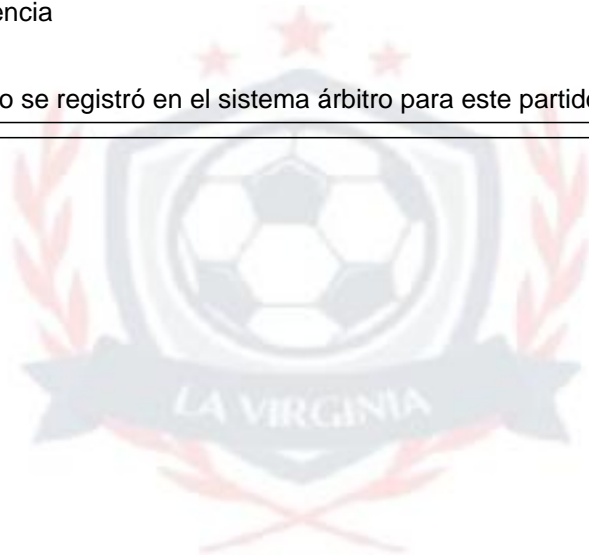 encia
o se registró en el sistema árbitro para este partid
LA VIRGINIA